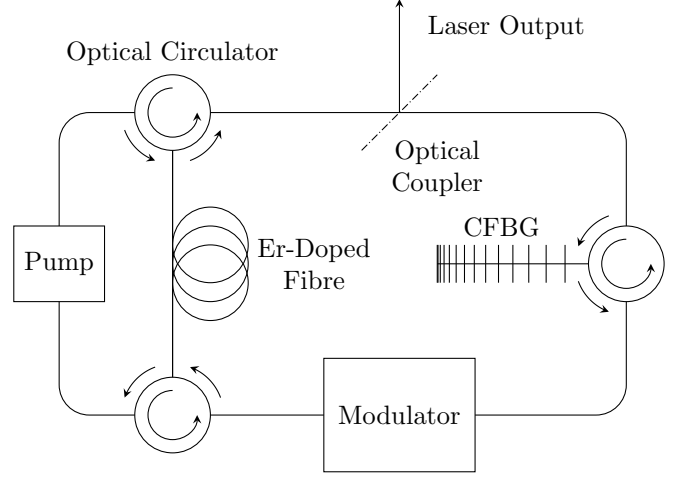 Laser Output
Optical Circulator
Optical
Coupler
CFBG
Pump
Er-Doped
Fibre
Modulator